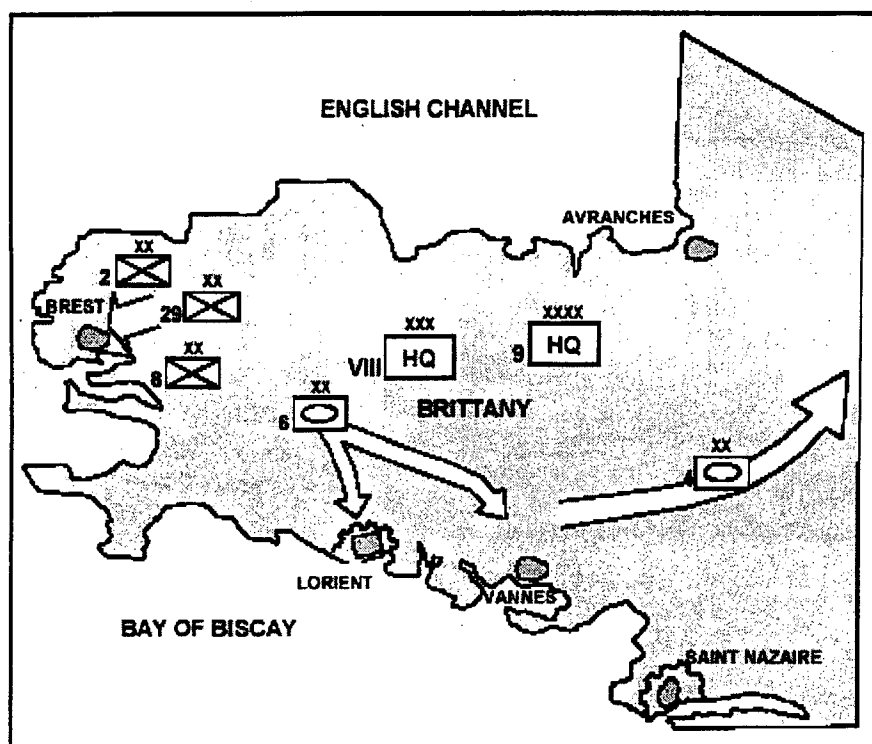 ENGLISH CHANNEL
AVRANCHES
XX
2
XX
BREST
29
XXX
XXXX
VIII HQ
9 HQ
XX
8
XX
6
BRITTANY
XX
LORIENT
VANNES
BAY OF BISCAY
SAINT NAZAIRE